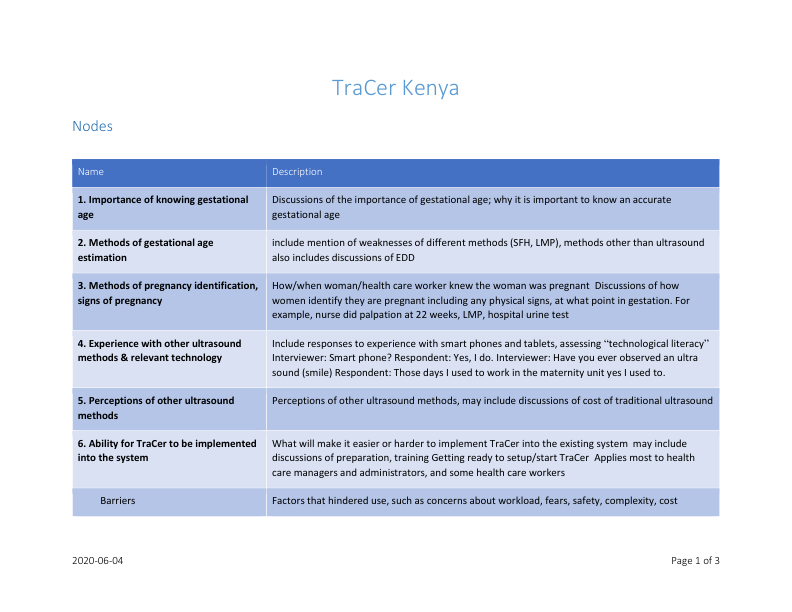 TraCer Kenya
Nodes
Name
Description
1. Importance of knowing gestational
age
Discussions of the importance of gestational age; why it is important to know an accurate
gestational age
2. Methods of gestational age
estimation
include mention of weaknesses of different methods (SFH, LMP), methods other than ultrasound
also includes discussions of EDD
3. Methods of pregnancy identification,
signs of pregnancy
How/when woman/health care worker knew the woman was pregnant  Discussions of how
women identify they are pregnant including any physical signs, at what point in gestation. For
example, nurse did palpation at 22 weeks, LMP, hospital urine test
4. Experience with other ultrasound
methods & relevant technology
Include responses to experience with smart phones and tablets, assessing “technological literacy”
Interviewer: Smart phone? Respondent: Yes, I do. Interviewer: Have you ever observed an ultra
sound (smile) Respondent: Those days I used to work in the maternity unit yes I used to.
5. Perceptions of other ultrasound
methods
Perceptions of other ultrasound methods, may include discussions of cost of traditional ultrasound
6. Ability for TraCer to be implemented
into the system
What will make it easier or harder to implement TraCer into the existing system  may include
discussions of preparation, training Getting ready to setup/start TraCer  Applies most to health
care managers and administrators, and some health care workers
Barriers
Factors that hindered use, such as concerns about workload, fears, safety, complexity, cost
2020-06-04
Page 1 of 3